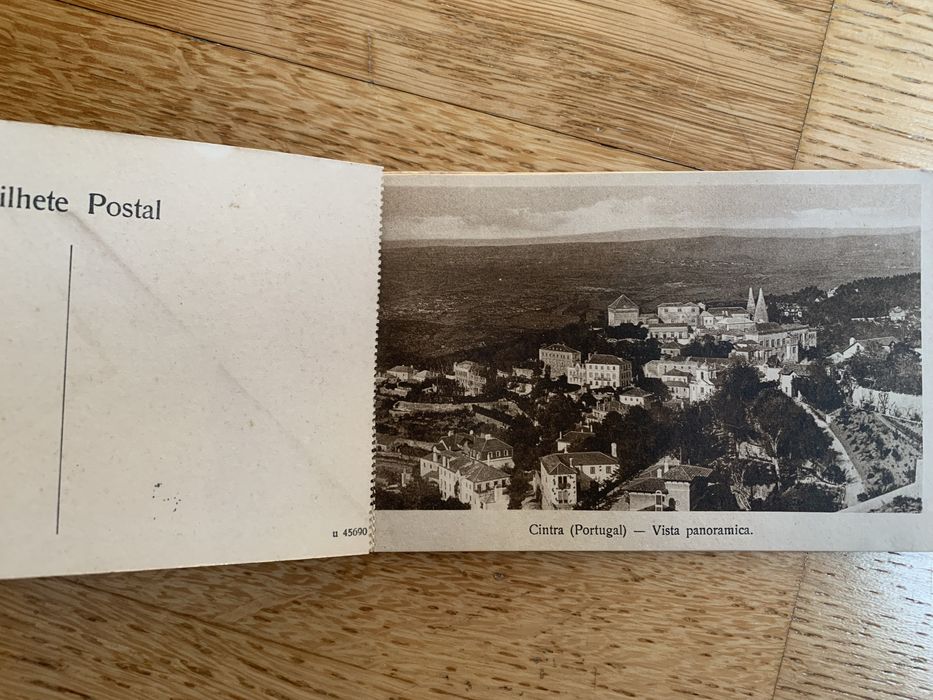 ilhete Postal
u 45690
Cintra (Portugal) — Vista panoramica.